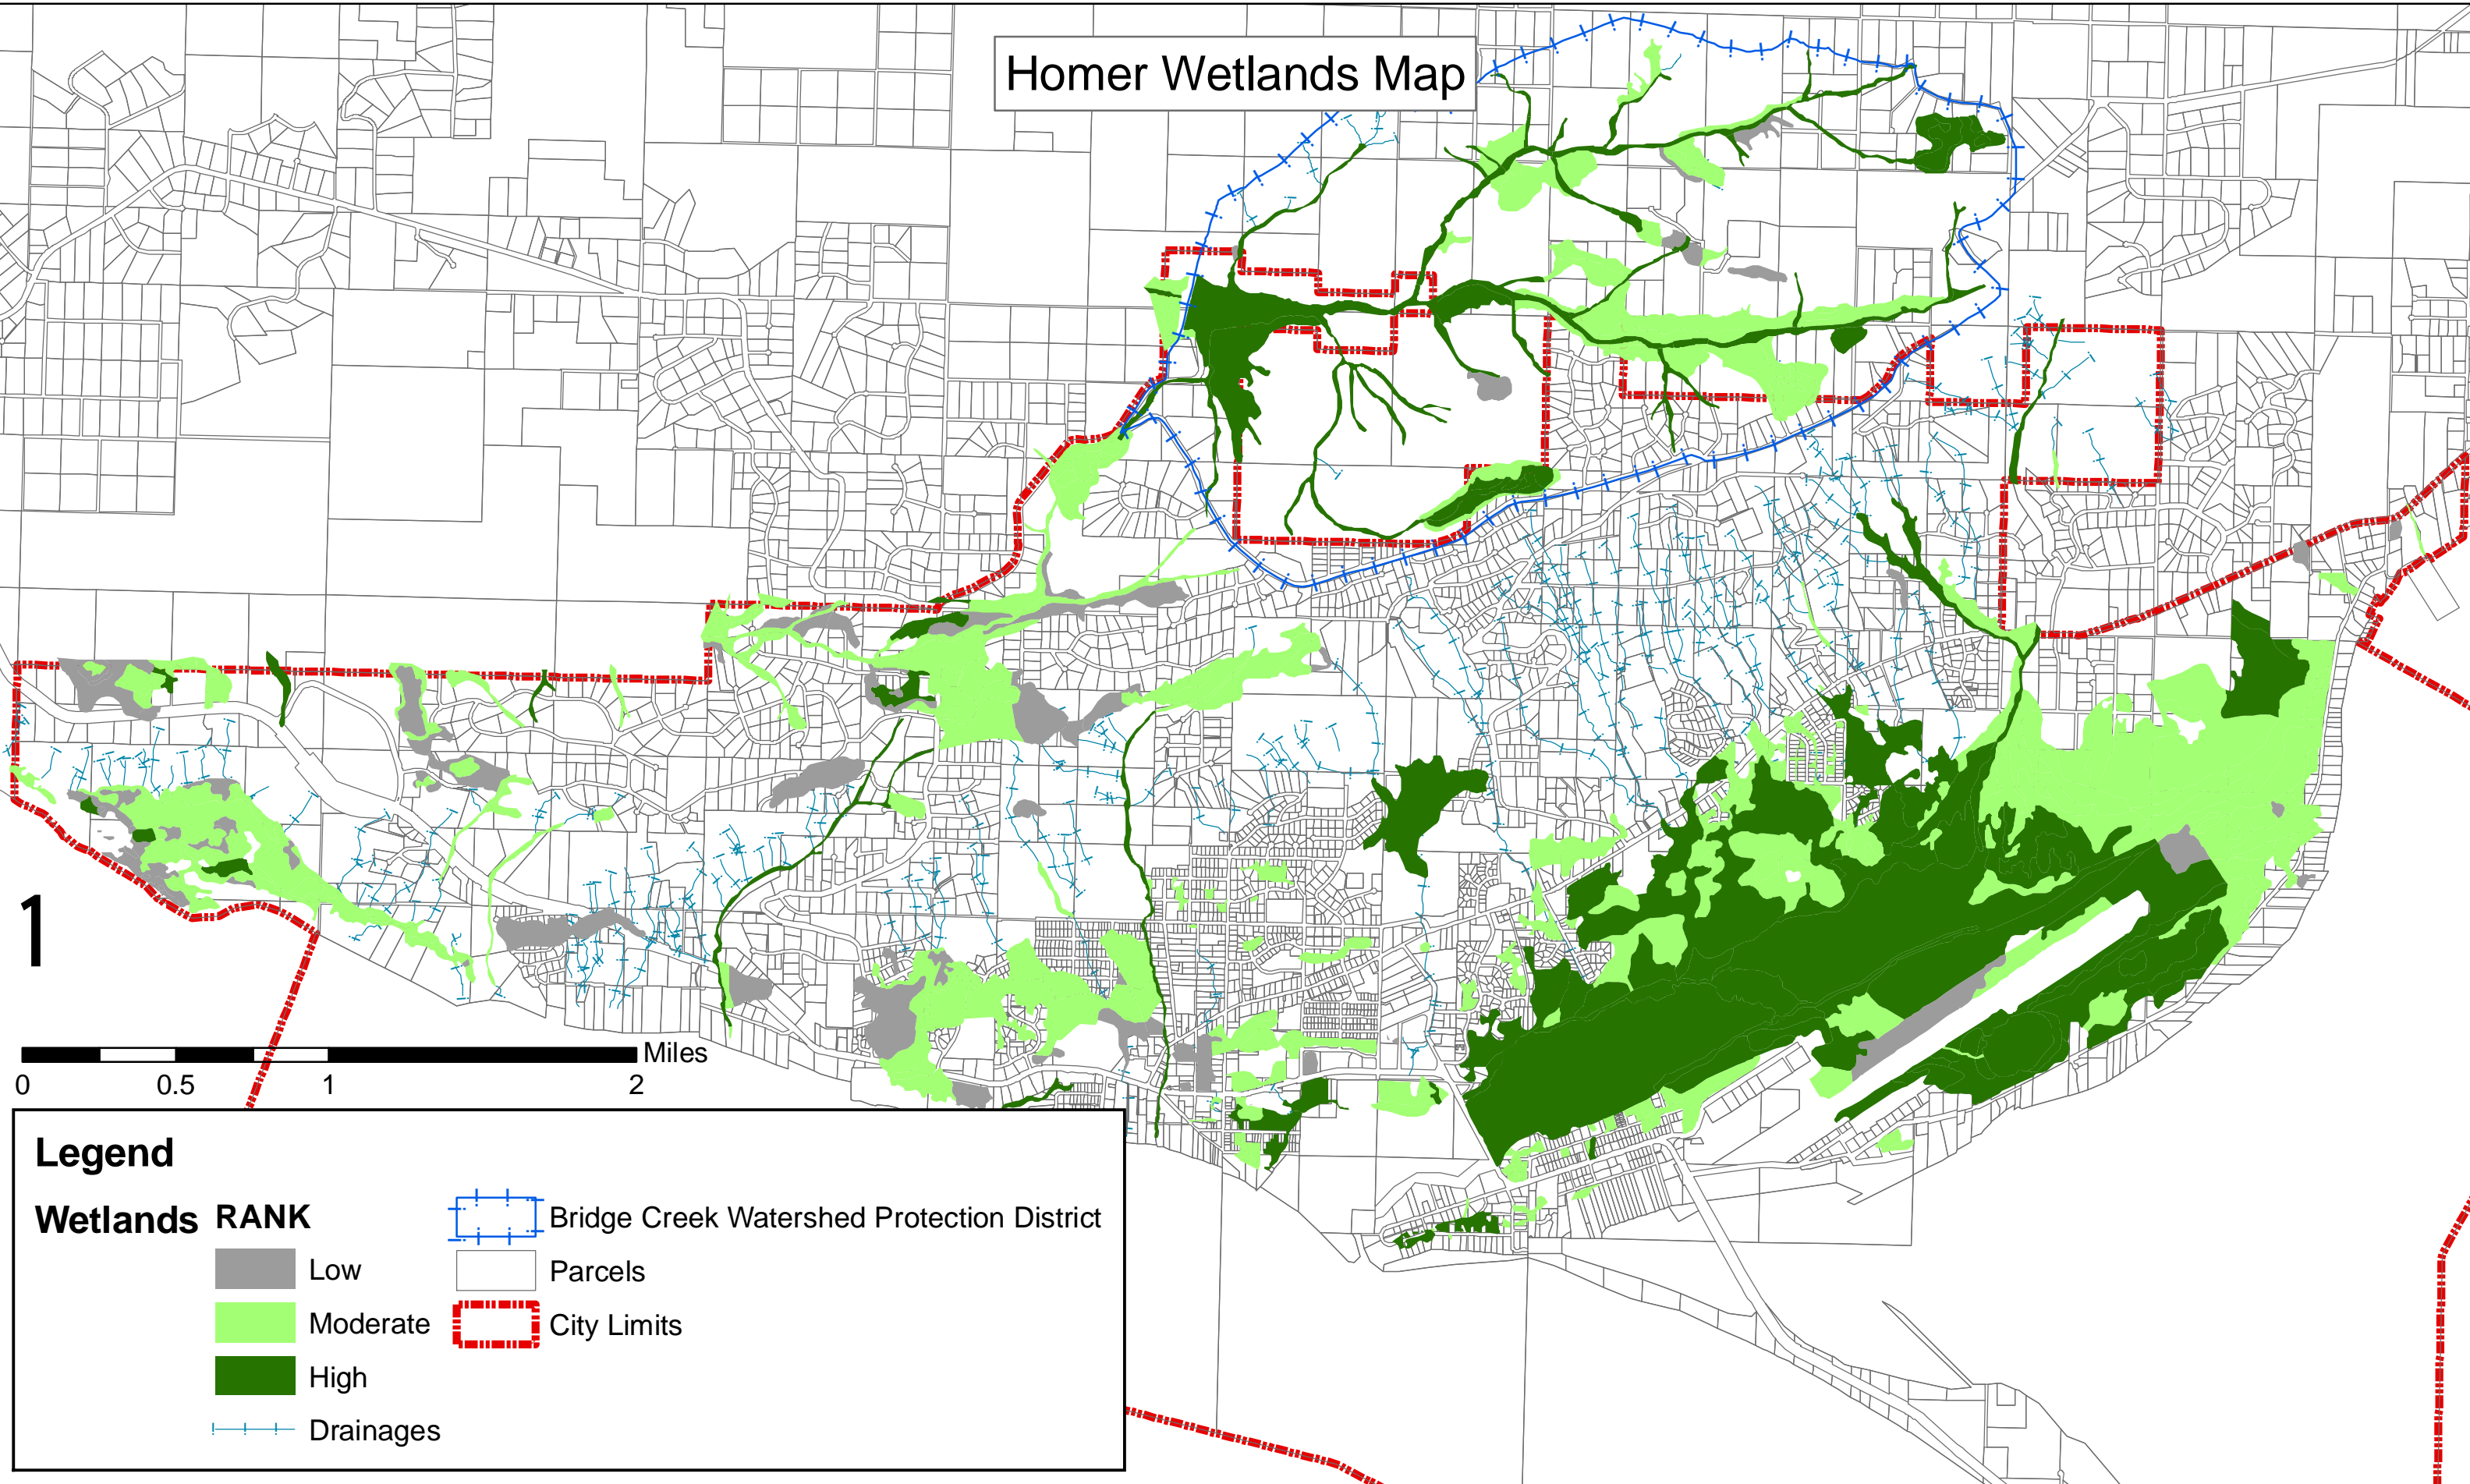 Homer Wetlands Map
1
Miles
0 0.5 1 2
Legend
Wetlands RANK
Low
Moderate
High
Drainages
Bridge Creek Watershed Protection District
Parcels
City Limits